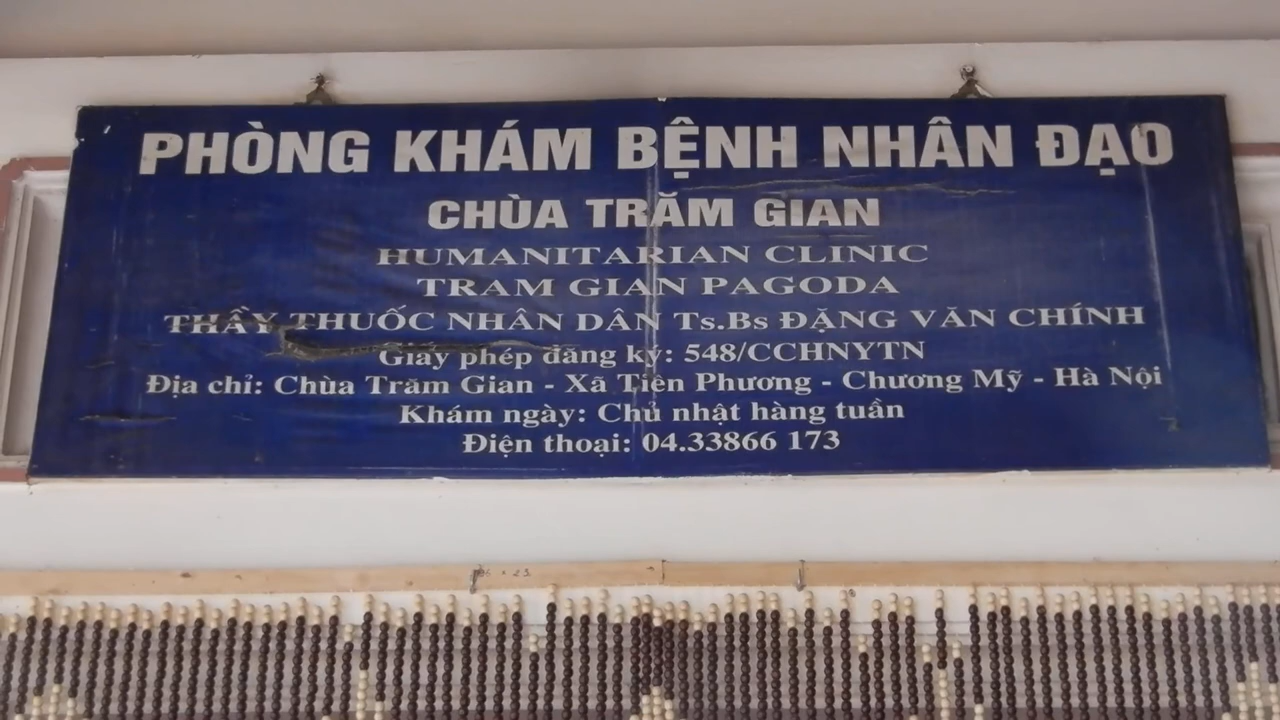 PHÒNG KHÁM BỆNH NHÂN ĐẠO
CHÙA TRĂM GIAN
HUMANITARIAN CLINIC
TRAM GIAN PAGODA
THẦY THUỐC NHÂN DÂN Ts.Bs ĐẶNG VĂN CHÍNH
Giấy phép đăng ký: 548/CCHNYTN
Địa chỉ: Chùa Trăm Gian - Xã Tiên Phương - Chương Mỹ - Hà Nội
Khám ngày: Chủ nhật hàng tuần
Điện thoại: 04.33866 173